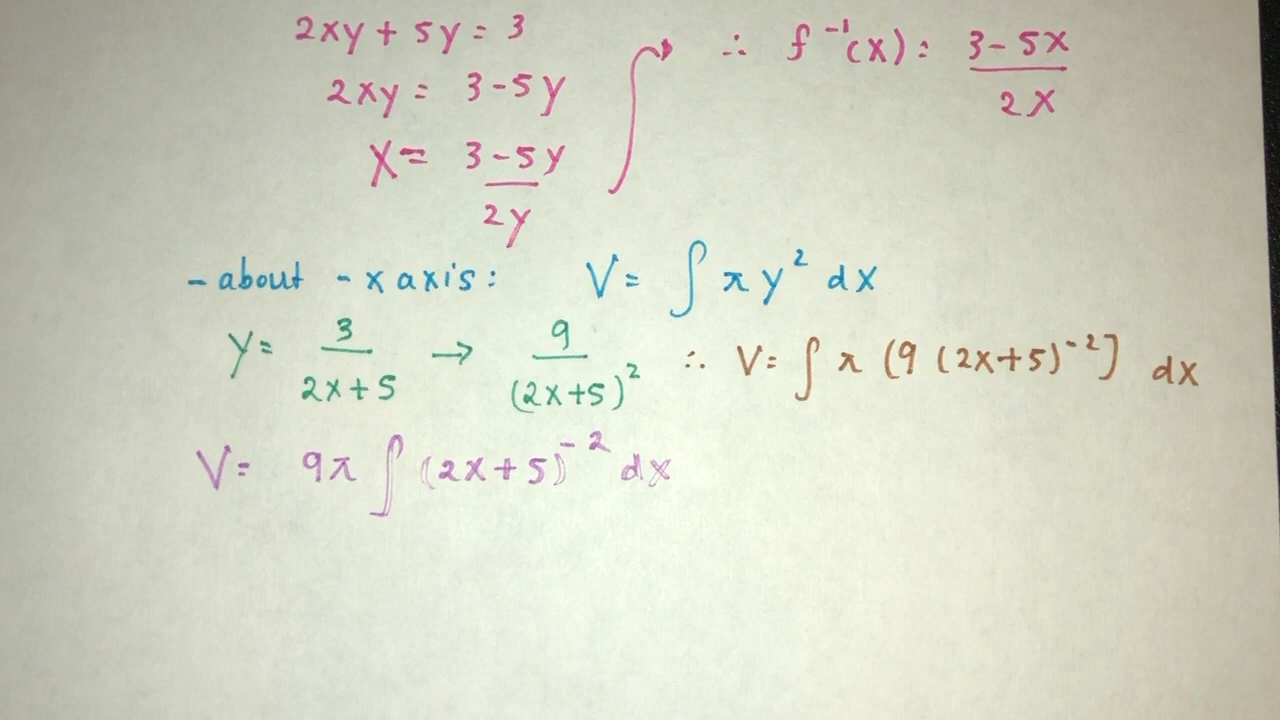 2xy + 5y = 3
2xy = 3-5y
x = 3-5y / 2y
∴ f⁻¹(x) = 3-5x / 2x
- about - x axis: V= ∫ π y² dx
y= 3 / 2x+5 → 9 / (2x+5)² ∴ V= ∫ π (9 (2x+5)⁻²] dx
V= 9π ∫ (2x+5)⁻² dx